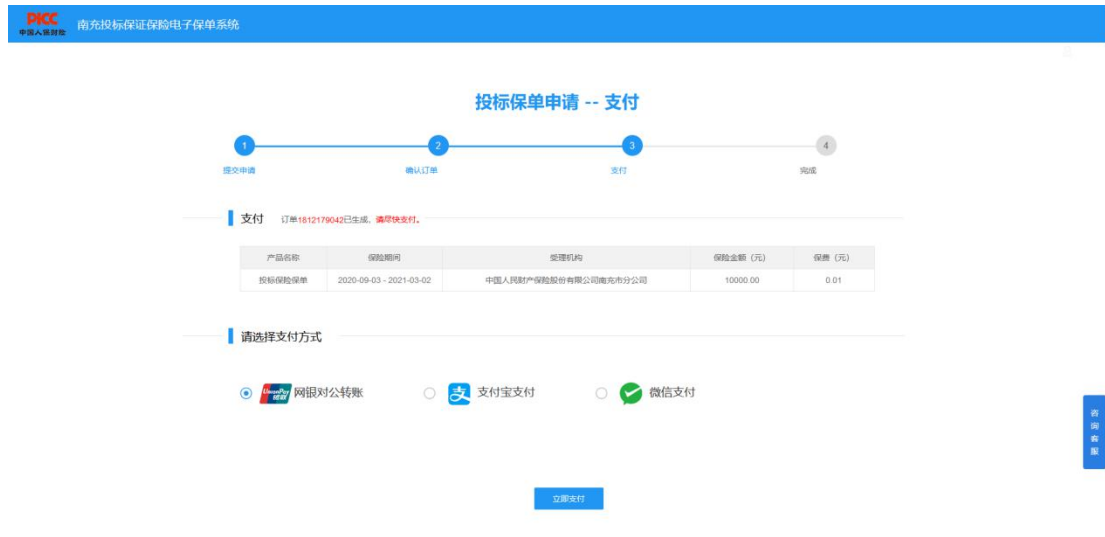 PICC
中国人民财险
南充投标保证保险电子保单系统
投标保单申请 -- 支付
1 2 3 4
提交申请 确认订单 支付 完成
支付 订单1612179042已生成，请尽快支付。
产品名称 保险期间 受理机构 保险金额（元） 保费（元）
投标保险保单 2020-09-03 - 2021-03-02 中国人民财产保险股份有限公司南充市分公司 10000.00 0.01
请选择支付方式
UnionPay 银联 网银对公转账 支 支付宝支付 微信支付
咨询客服
立即支付